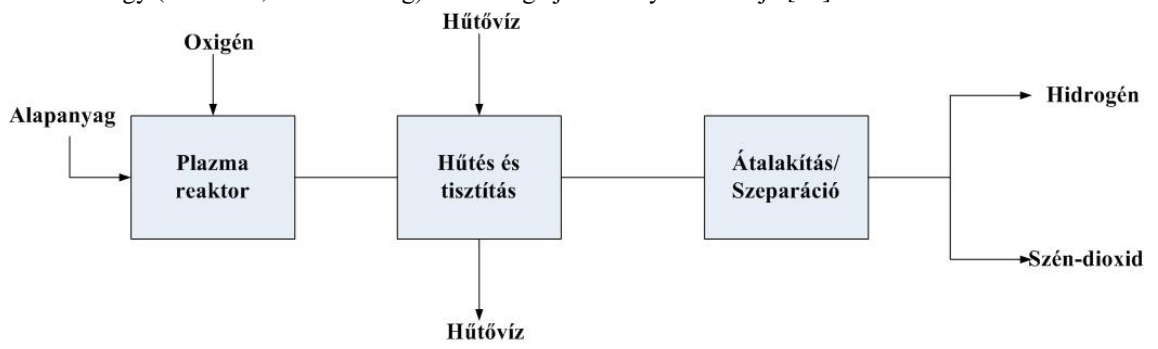 Hűtővíz
Oxigén
Alapanyag
Plazma
reaktor
Hűtés és
tisztítás
Átalakítás/
Szeparáció
Hidrogén
Szén-dioxid
Hűtővíz